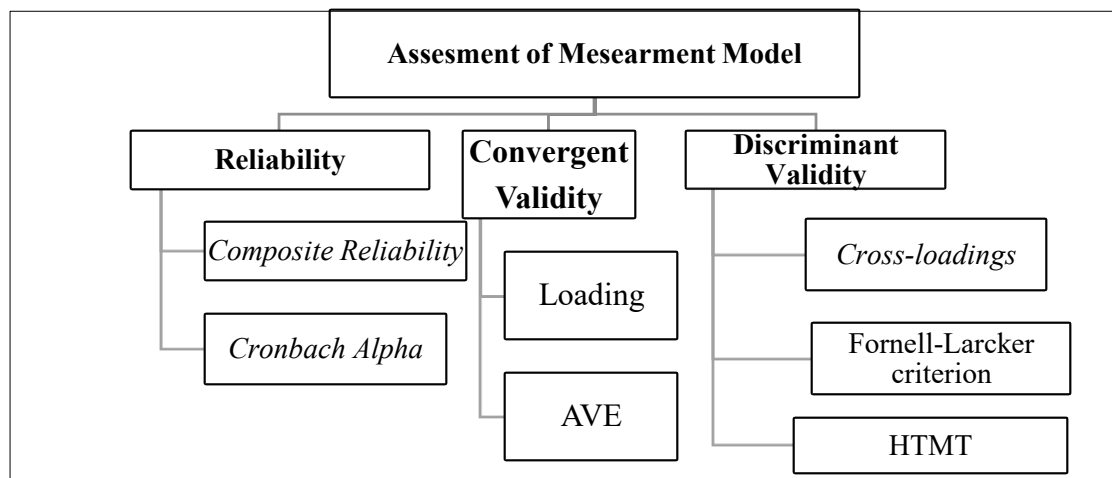 Assesment of Mesearment Model
Reliability
Composite Reliability
Cronbach Alpha
Convergent
Validity
Loading
AVE
Discriminant
Validity
Cross-loadings
Fornell-Larcker
criterion
HTMT